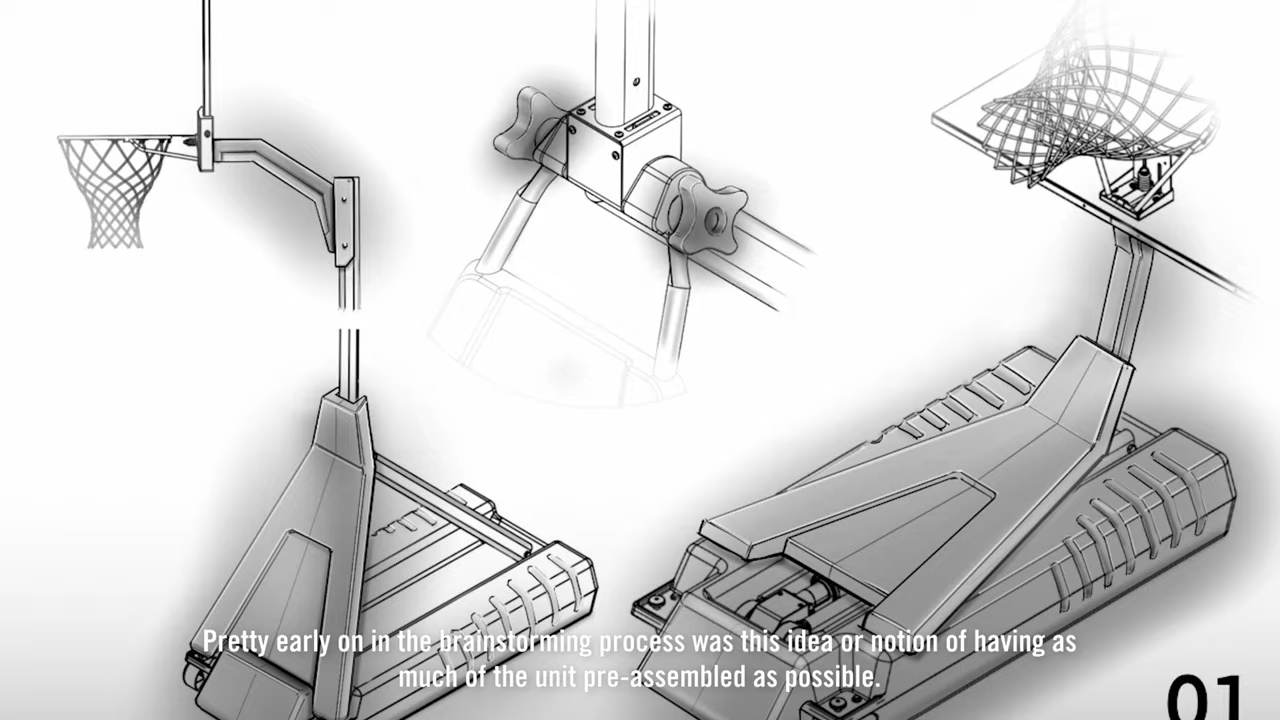 Pretty early on in the brainstorming process was this idea or notion of having as
much of the unit pre-assembled as possible.
01